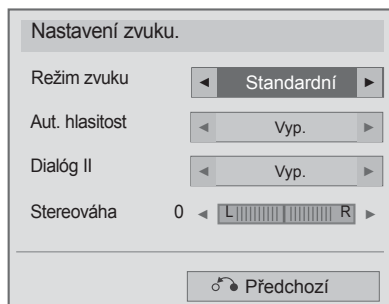 Nastavení zvuku.
Režim zvuku ◄ Standardní ►
Aut. hlasitost ◄ Vyp. ►
Dialóg II ◄ Vyp. ►
Stereováha 0 ◄ L R ►
Předchozí